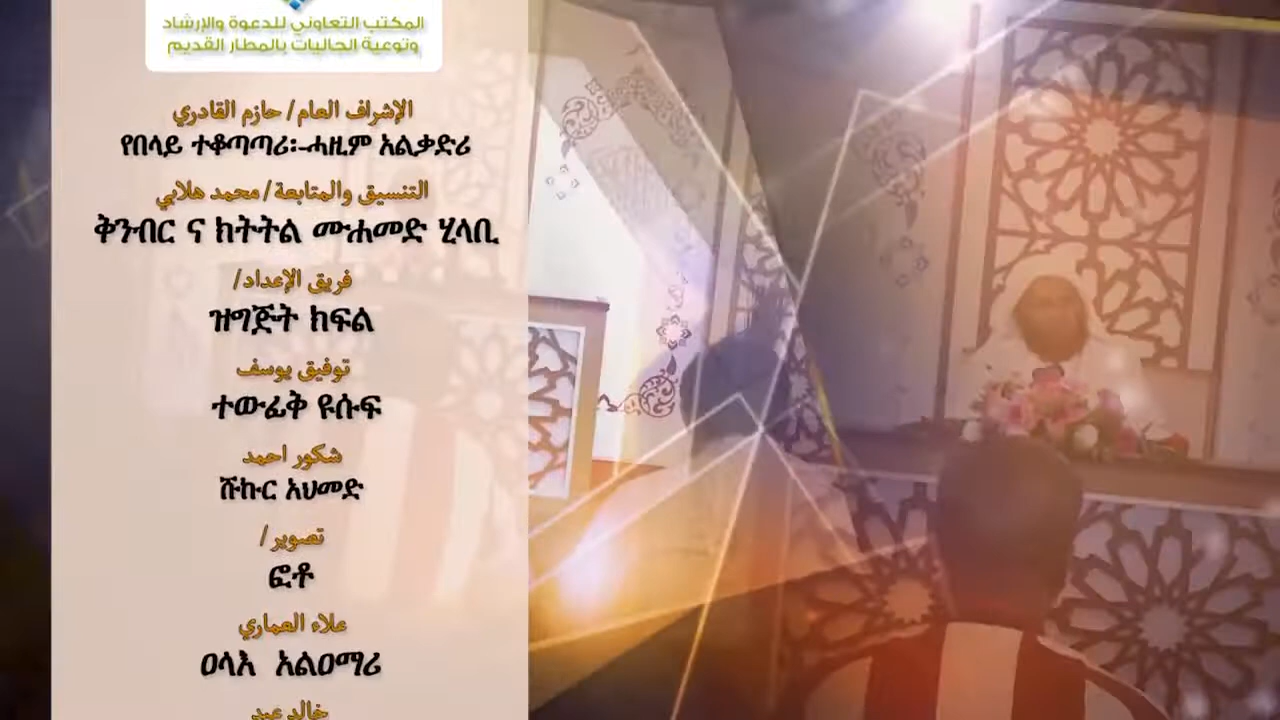 المكتب التعاوني للدعوة والإرشاد
وتوعية الجاليات بالمطار القديم
الإشراف العام/ حازم القادري
የበላይ ተቆጣጣሪ፡-ሓዚም አልቃድሪ
التنسيق والمتابعة/ محمد هلابي
ቅንብር ና ክትትል ሙሐመድ ሂላቢ
فريق الإعداد/
ዝግጅት ክፍል
توفيق يوسف
ተውፊቅ ዩሱፍ
شكور احمد
ሹኩር አህመድ
تصوير/
ፎቶ
علاء العماري
ዐላእ አልዐማሪ
خالد عبد